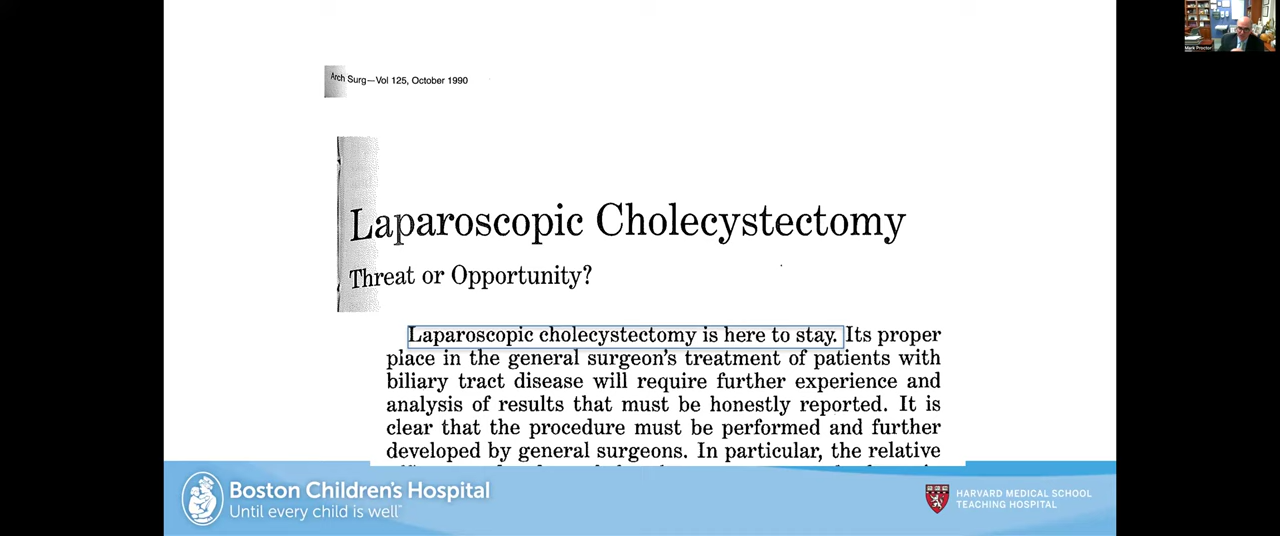 Mark Proctor
Arch Surg—Vol 125, October 1990
Laparoscopic Cholecystectomy
Threat or Opportunity?
Laparoscopic cholecystectomy is here to stay. Its proper
place in the general surgeon's treatment of patients with
biliary tract disease will require further experience and
analysis of results that must be honestly reported. It is
clear that the procedure must be performed and further
developed by general surgeons. In particular, the relative
Boston Children's Hospital
Until every child is well™
HARVARD MEDICAL SCHOOL
TEACHING HOSPITAL